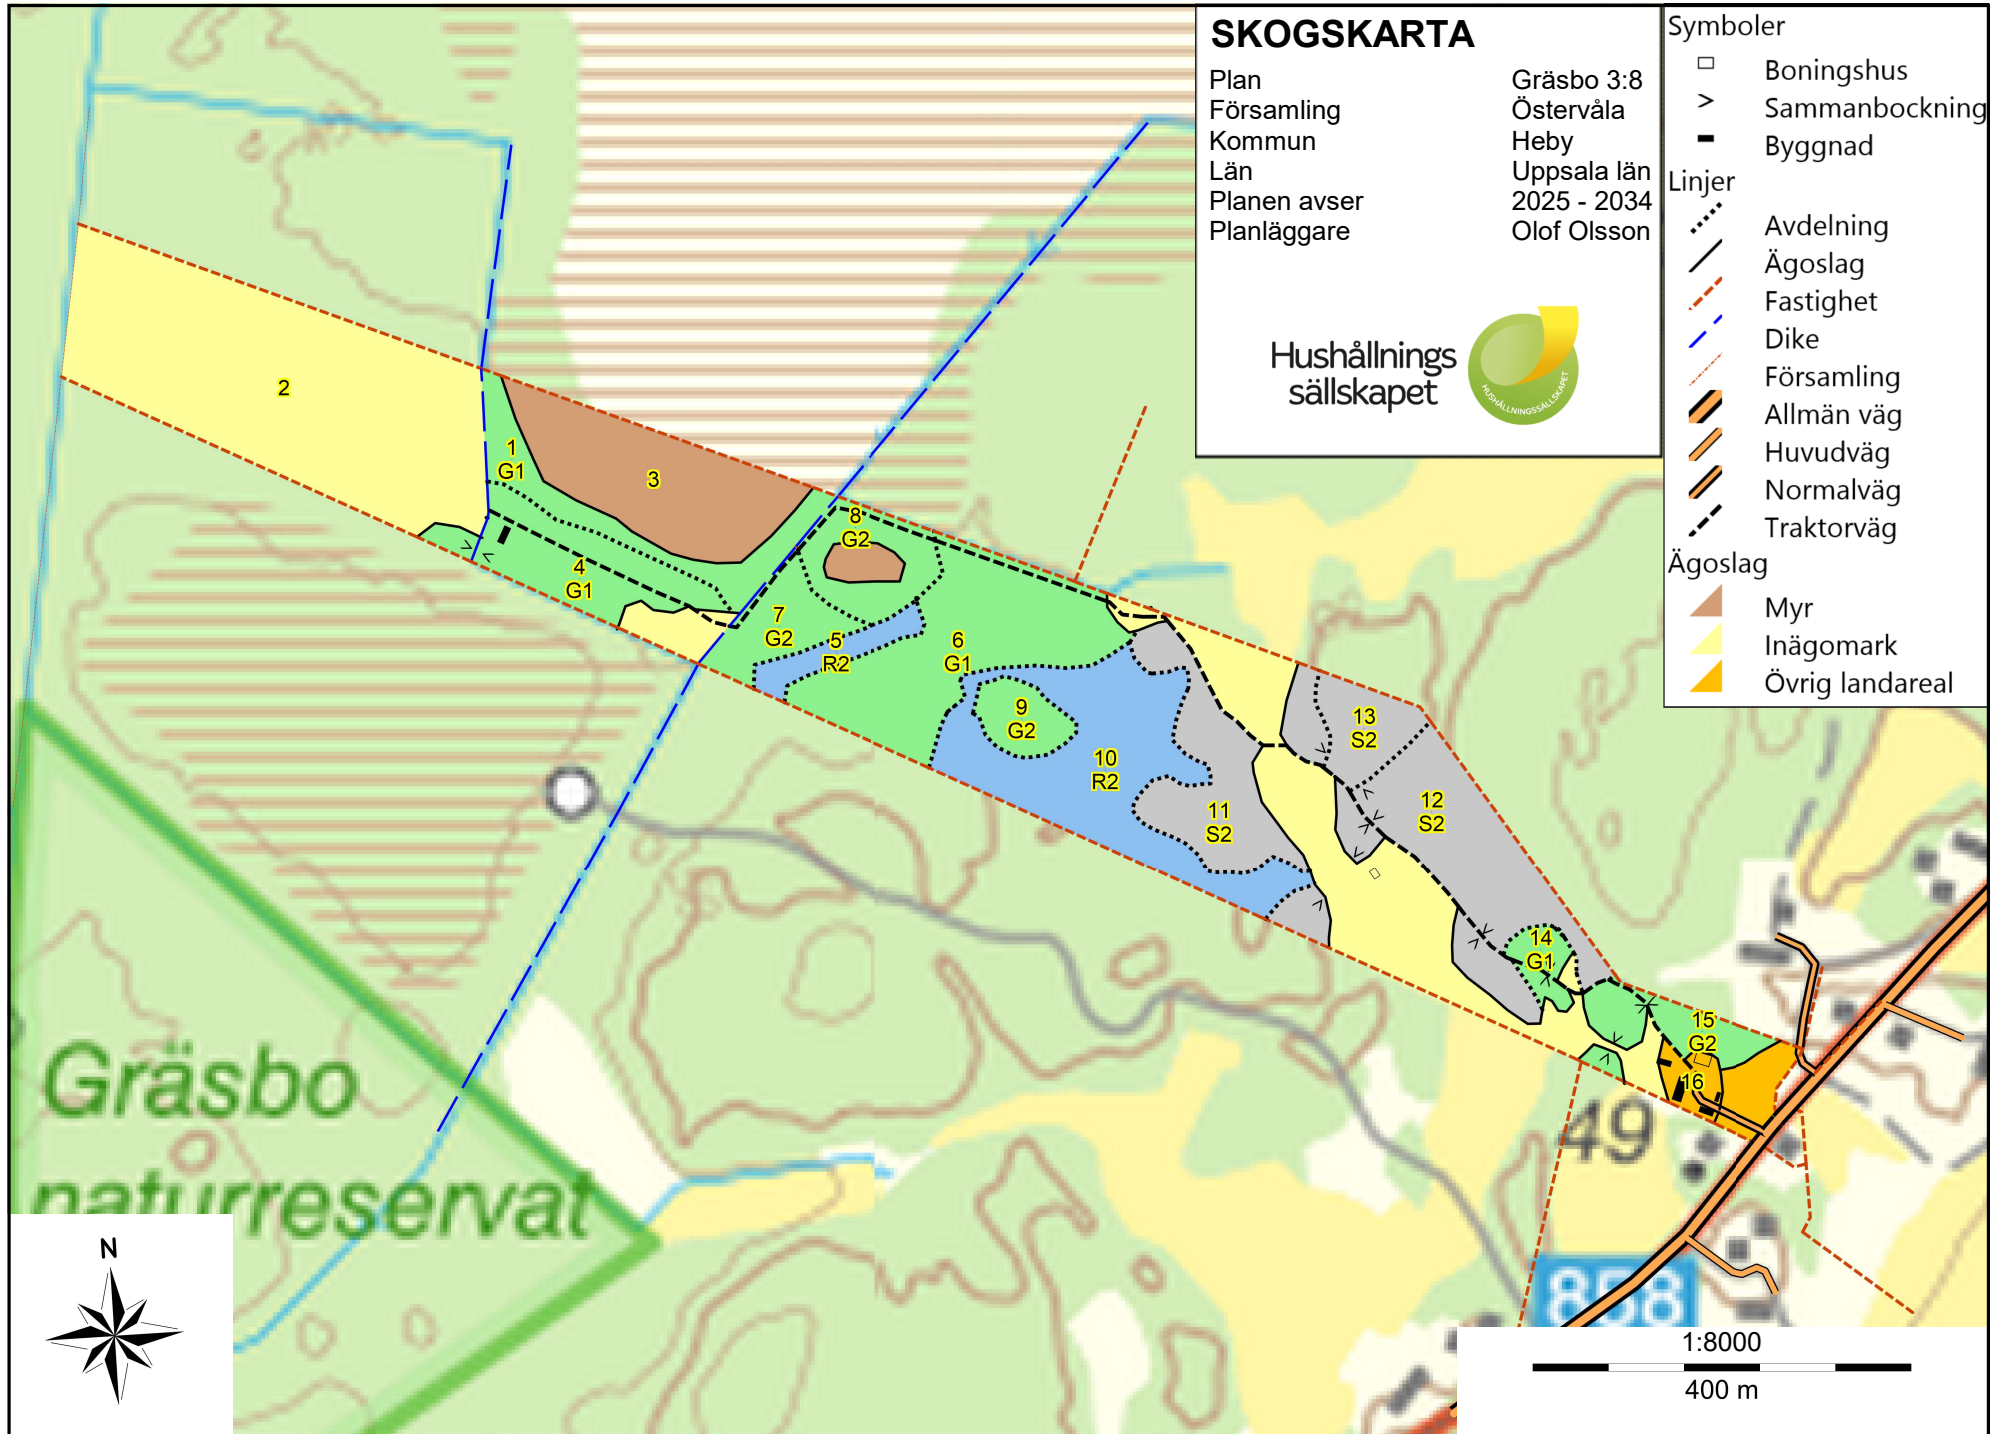 SKOGSKARTA
Plan Gräsbo 3:8
Församling Östervåla
Kommun Heby
Län Uppsala län
Planen avser 2025 - 2034
Planläggare Olof Olsson
Hushållnings
sällskapet
HUSHÅLLNINGSSÄLLSKAPET
Symboler
Boningshus
Sammanbockning
Byggnad
Linjer
Avdelning
Ägoslag
Fastighet
Dike
Församling
Allmän väg
Huvudväg
Normalväg
Traktorväg
Ägoslag
Myr
Inägomark
Övrig landareal
2
1
G1
3
8
G2
4
G1
7
G2
5
R2
6
G1
9
G2
10
R2
11
S2
13
S2
12
S2
14
G1
15
G2
16
49
Gräsbo
naturreservat
858
N
1:8000
400 m